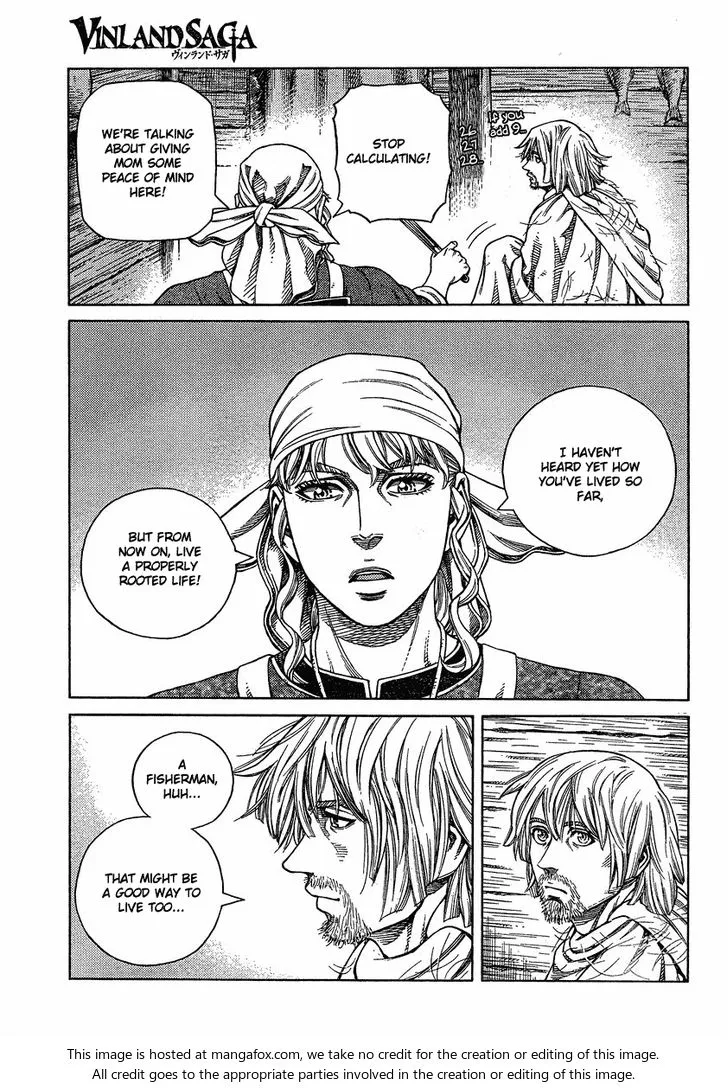 VINLAND SAGA
ヴィンランド・サガ
WE'RE TALKING
ABOUT GIVING
MOM SOME
PEACE OF MIND
HERE!
STOP
CALCULATING!
If you
add 9...
26
27
28...
I HAVEN'T
HEARD YET HOW
YOU'VE LIVED SO
FAR,
BUT FROM
NOW ON, LIVE
A PROPERLY
ROOTED LIFE!
A
FISHERMAN,
HUH...
THAT MIGHT BE
A GOOD WAY TO
LIVE TOO...
This image is hosted at mangafox.com, we take no credit for the creation or editing of this image.
All credit goes to the appropriate parties involved in the creation or editing of this image.